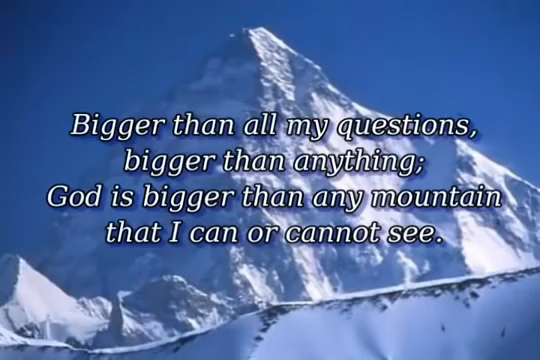 Bigger than all my questions,
bigger than anything;
God is bigger than any mountain
that I can or cannot see.